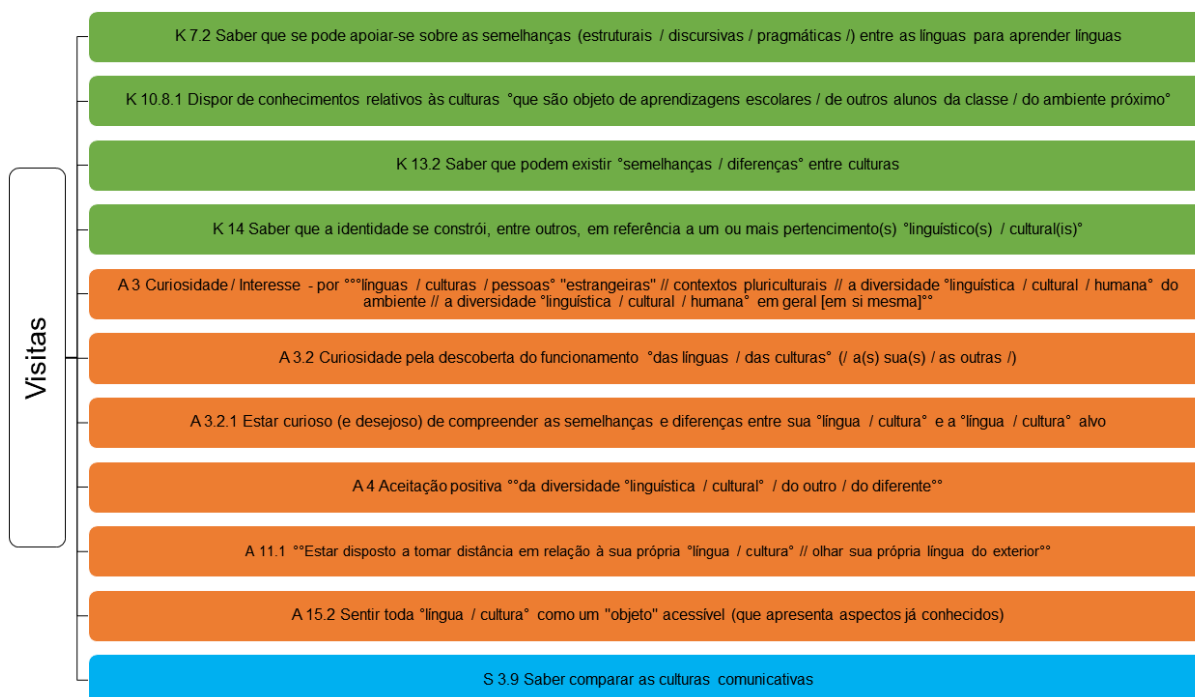 Visitas
K 7.2 Saber que se pode apoiar-se sobre as semelhanças (estruturais / discursivas / pragmáticas /) entre as línguas para aprender línguas
K 10.8.1 Dispor de conhecimentos relativos às culturas °que são objeto de aprendizagens escolares / de outros alunos da classe / do ambiente próximo°
K 13.2 Saber que podem existir °semelhanças / diferenças° entre culturas
K 14 Saber que a identidade se constrói, entre outros, em referência a um ou mais pertencimento(s) °linguístico(s) / cultural(is)°
A 3 Curiosidade / Interesse - por °°°línguas / culturas / pessoas° "estrangeiras" // contextos pluriculturais // a diversidade °linguística / cultural / humana° do
ambiente // a diversidade °linguística / cultural / humana° em geral [em si mesma]°°
A 3.2 Curiosidade pela descoberta do funcionamento °das línguas / das culturas° (/ a(s) sua(s) / as outras /)
A 3.2.1 Estar curioso (e desejoso) de compreender as semelhanças e diferenças entre sua °língua / cultura° e a °língua / cultura° alvo
A 4 Aceitação positiva °°da diversidade °linguística / cultural° / do outro / do diferente°°
A 11.1 °°Estar disposto a tomar distância em relação à sua própria °língua / cultura° // olhar sua própria língua do exterior°°
A 15.2 Sentir toda °língua / cultura° como um "objeto" acessível (que apresenta aspectos já conhecidos)
S 3.9 Saber comparar as culturas comunicativas